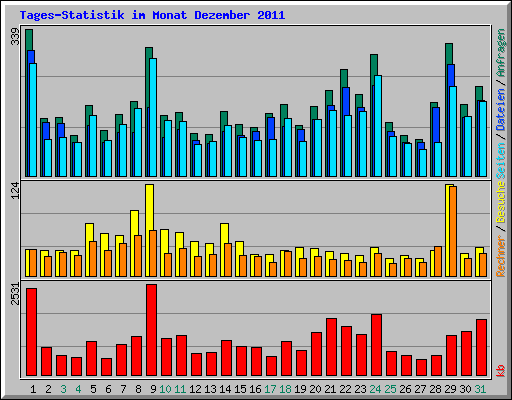 Tages-Statistik im Monat Dezember 2011
339
124
2531
Rechner / Besuche Seiten / Dateien / Anfragen
kb
1 2 3 4 5 6 7 8 9 10 11 12 13 14 15 16 17 18 19 20 21 22 23 24 25 26 27 28 29 30 31